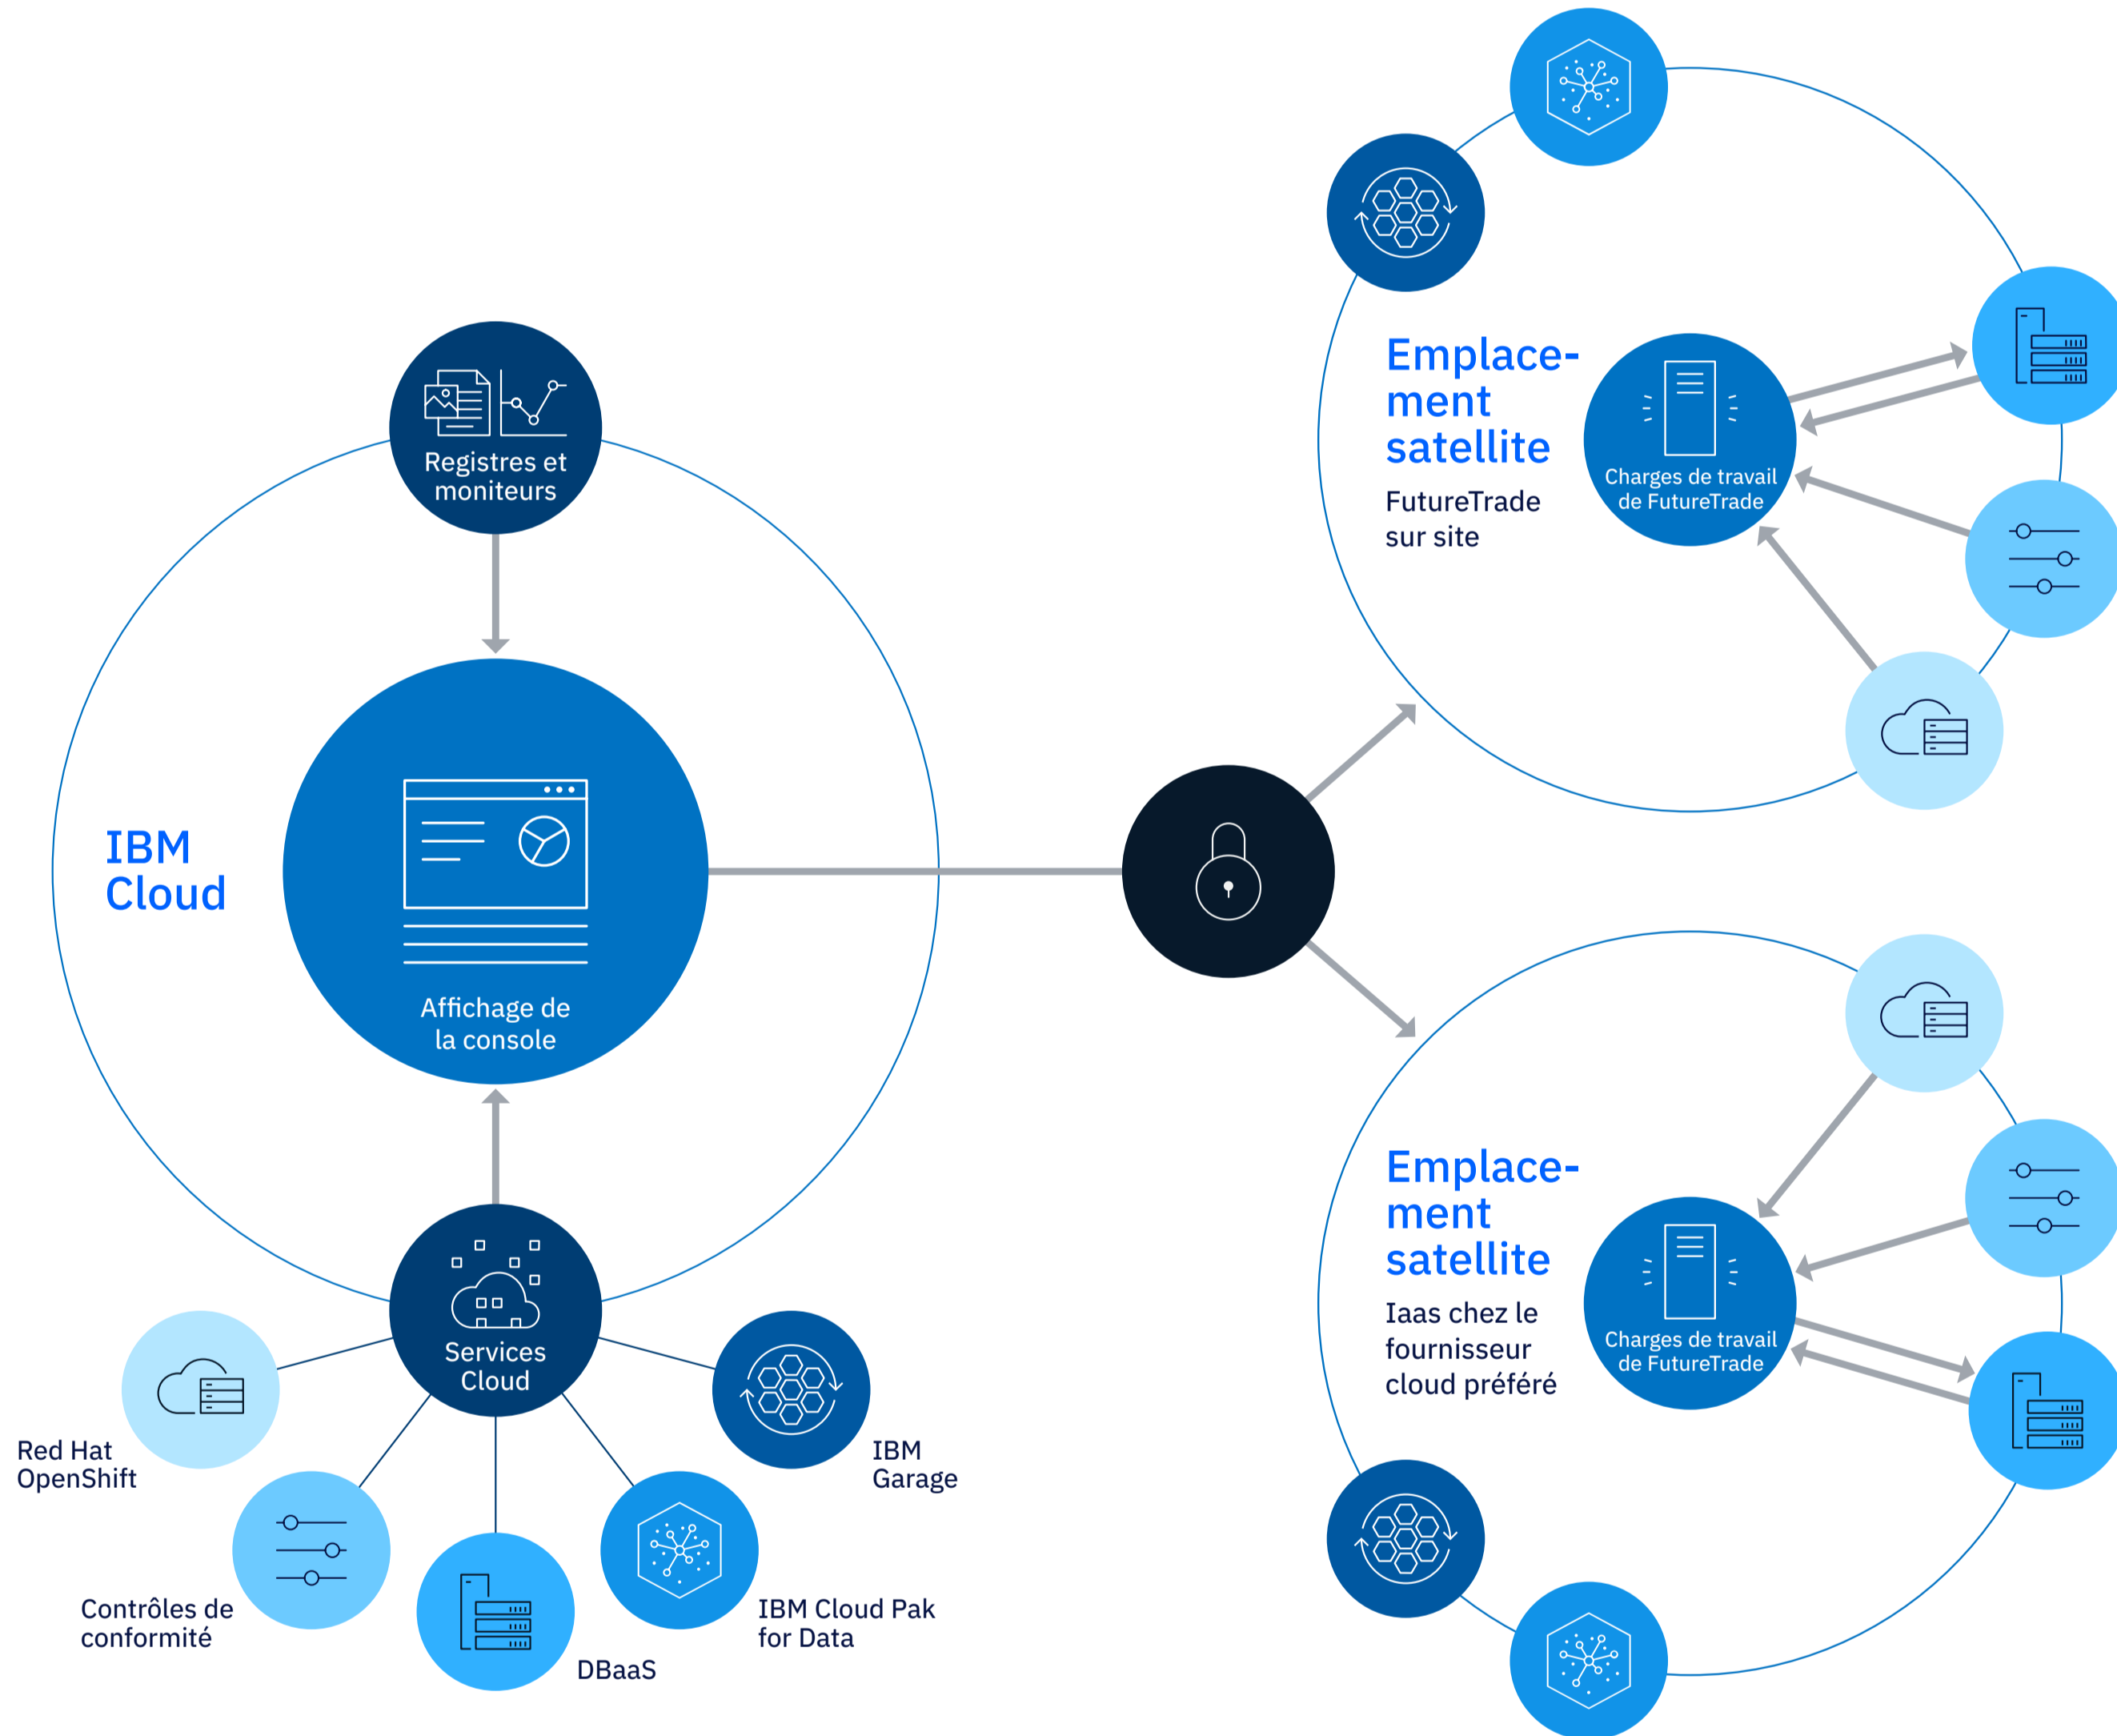 Registres et
moniteurs
IBM
Cloud
Affichage de
la console
Services
Cloud
Red Hat
OpenShift
Contrôles de
conformité
DBaaS
IBM Cloud Pak
for Data
IBM
Garage
Emplace-
ment
satellite
FutureTrade
sur site
Charges de travail
de FutureTrade
Emplace-
ment
satellite
Iaas chez le
fournisseur
cloud préféré
Charges de travail
de FutureTrade